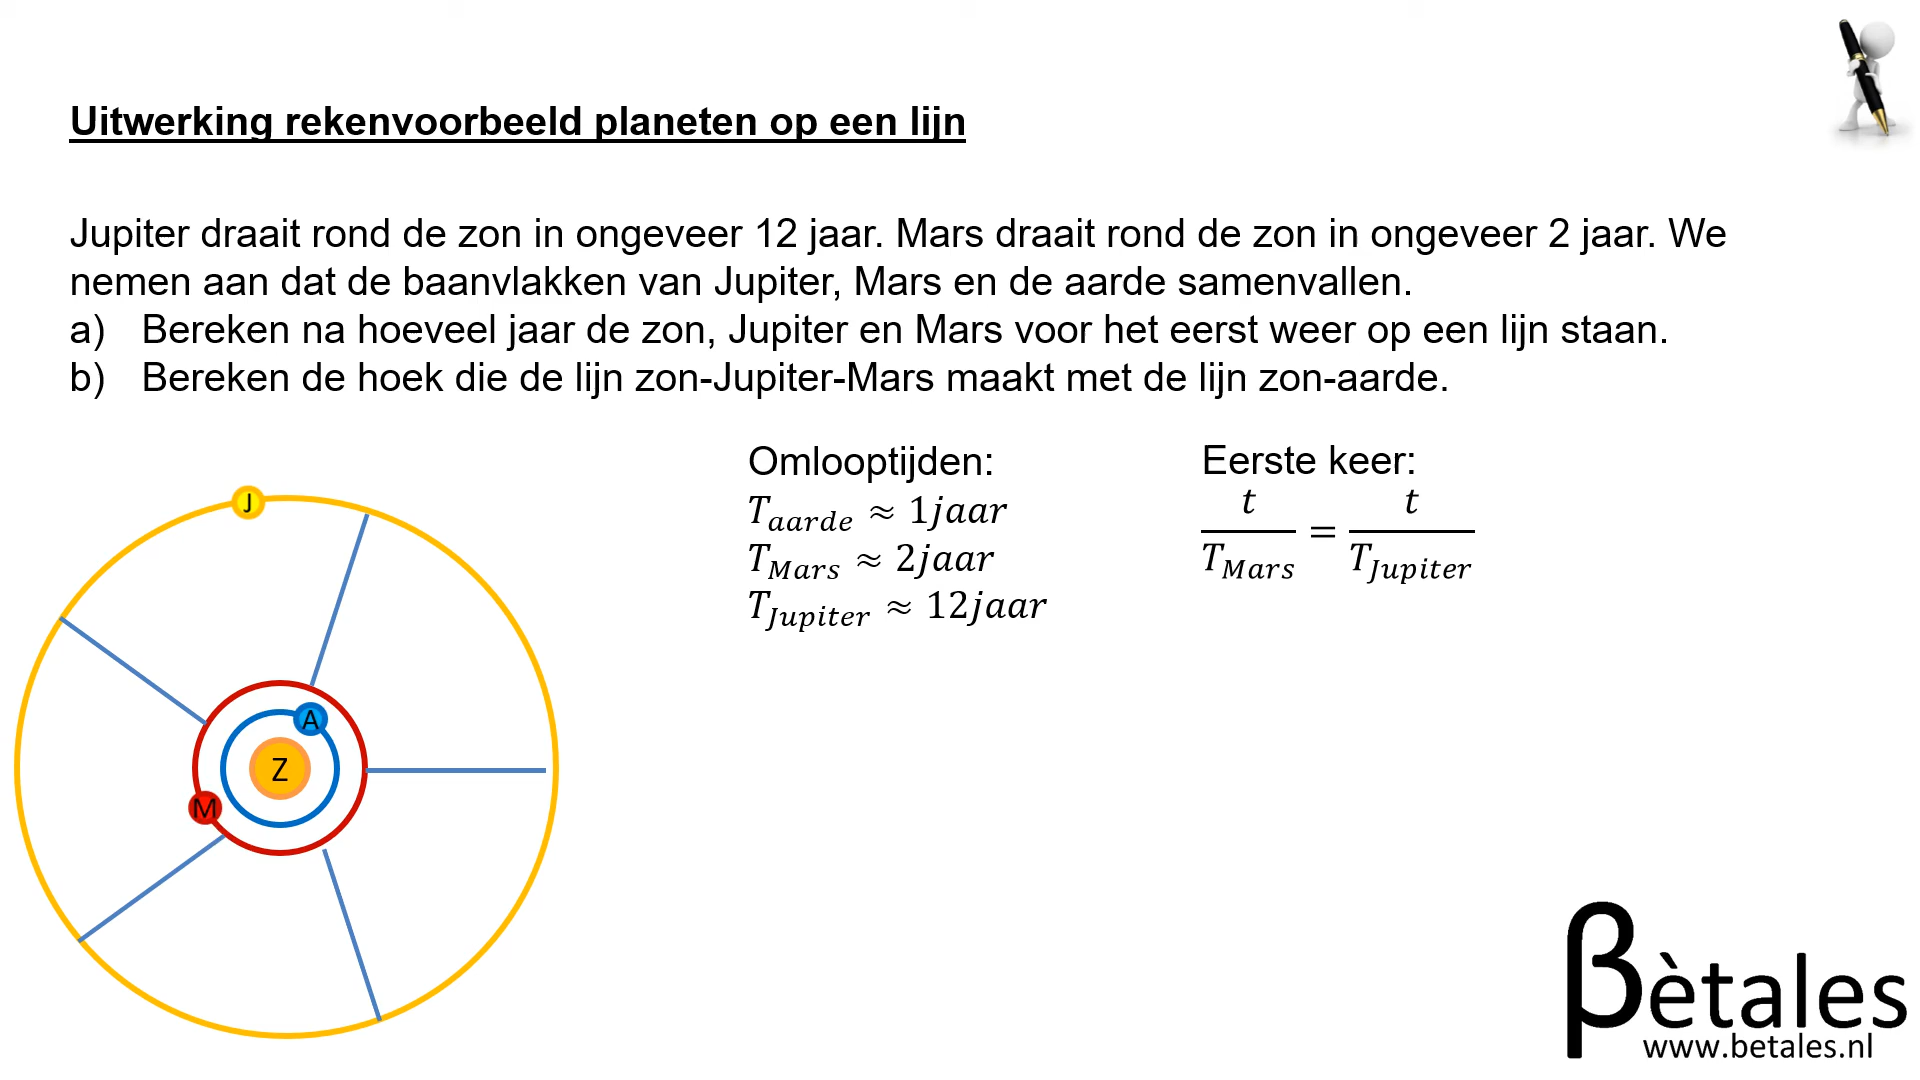 Uitwerking rekenvoorbeeld planeten op een lijn
Jupiter draait rond de zon in ongeveer 12 jaar. Mars draait rond de zon in ongeveer 2 jaar. We
nemen aan dat de baanvlakken van Jupiter, Mars en de aarde samenvallen.
a) Bereken na hoeveel jaar de zon, Jupiter en Mars voor het eerst weer op een lijn staan.
b) Bereken de hoek die de lijn zon-Jupiter-Mars maakt met de lijn zon-aarde.
Omlooptijden:
T_aarde ≈ 1jaar
T_Mars ≈ 2jaar
T_Jupiter ≈ 12jaar
Eerste keer:
t/T_Mars = t/T_Jupiter
J
A
Z
M
βètales
www.betales.nl